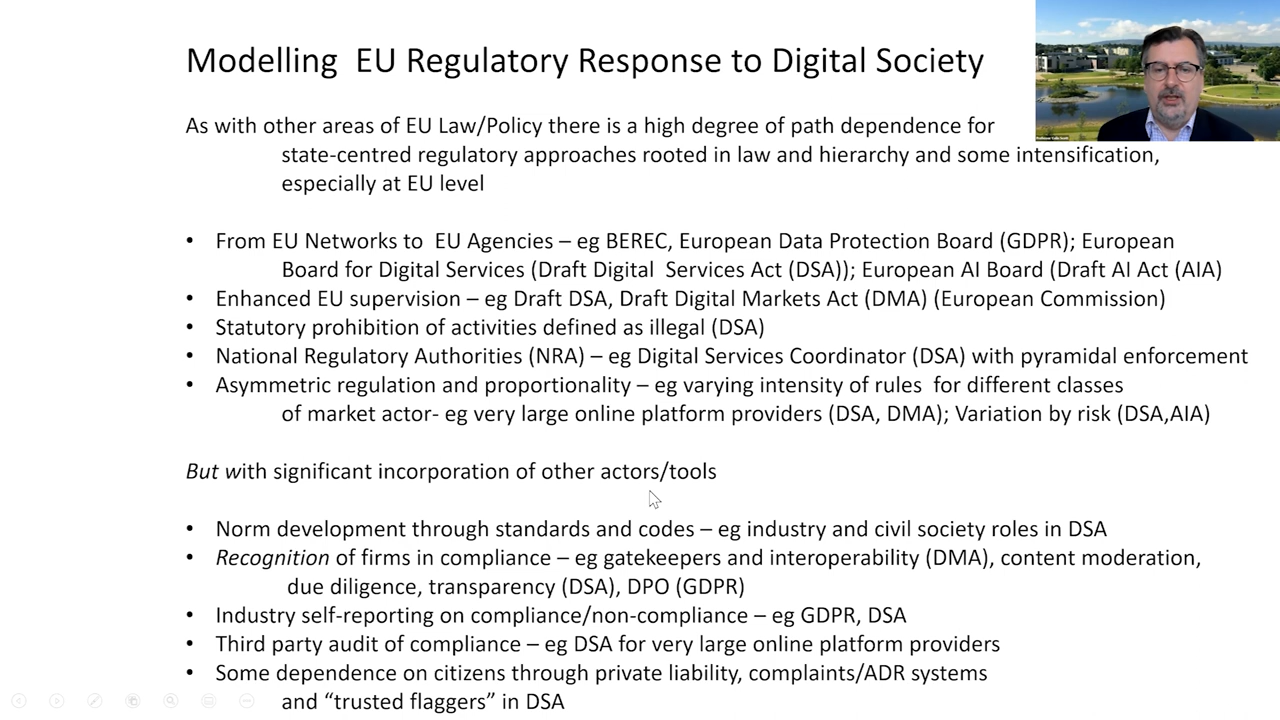 Modelling  EU Regulatory Response to Digital Society
As with other areas of EU Law/Policy there is a high degree of path dependence for
state-centred regulatory approaches rooted in law and hierarchy and some intensification,
especially at EU level
• From EU Networks to  EU Agencies – eg BEREC, European Data Protection Board (GDPR); European
Board for Digital Services (Draft Digital  Services Act (DSA)); European AI Board (Draft AI Act (AIA)
• Enhanced EU supervision – eg Draft DSA, Draft Digital Markets Act (DMA) (European Commission)
• Statutory prohibition of activities defined as illegal (DSA)
• National Regulatory Authorities (NRA) – eg Digital Services Coordinator (DSA) with pyramidal enforcement
• Asymmetric regulation and proportionality – eg varying intensity of rules  for different classes
of market actor- eg very large online platform providers (DSA, DMA); Variation by risk (DSA,AIA)
But with significant incorporation of other actors/tools
• Norm development through standards and codes – eg industry and civil society roles in DSA
• Recognition of firms in compliance – eg gatekeepers and interoperability (DMA), content moderation,
due diligence, transparency (DSA), DPO (GDPR)
• Industry self-reporting on compliance/non-compliance – eg GDPR, DSA
• Third party audit of compliance – eg DSA for very large online platform providers
• Some dependence on citizens through private liability, complaints/ADR systems
and “trusted flaggers” in DSA